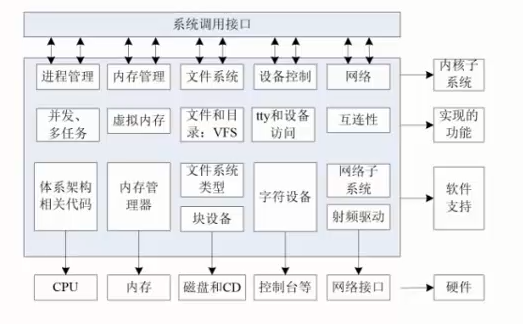 系统调用接口
进程管理
内存管理
文件系统
设备控制
网络
内核子
系统
并发、
多任务
虚拟内存
文件和目
录：VFS
tty和设备
访问
互连性
实现的
功能
体系架构
相关代码
内存管
理器
文件系统
类型
块设备
字符设备
网络子
系统
射频驱动
软件
支持
CPU
内存
磁盘和CD
控制台等
网络接口
硬件